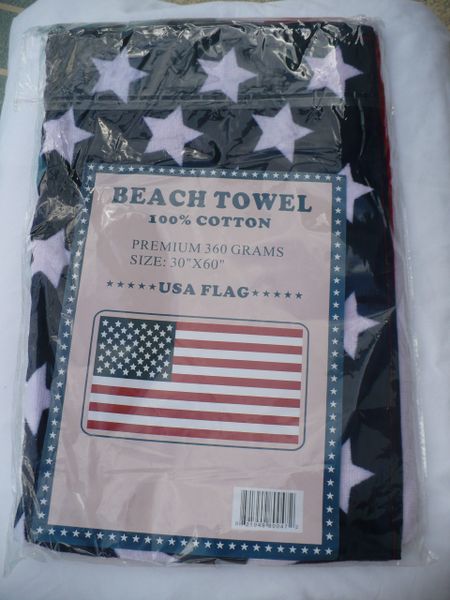 BEACH TOWEL
100% COTTON
PREMIUM 360 GRAMS
SIZE: 30"X60"
★★★★★USA FLAG★★★★★